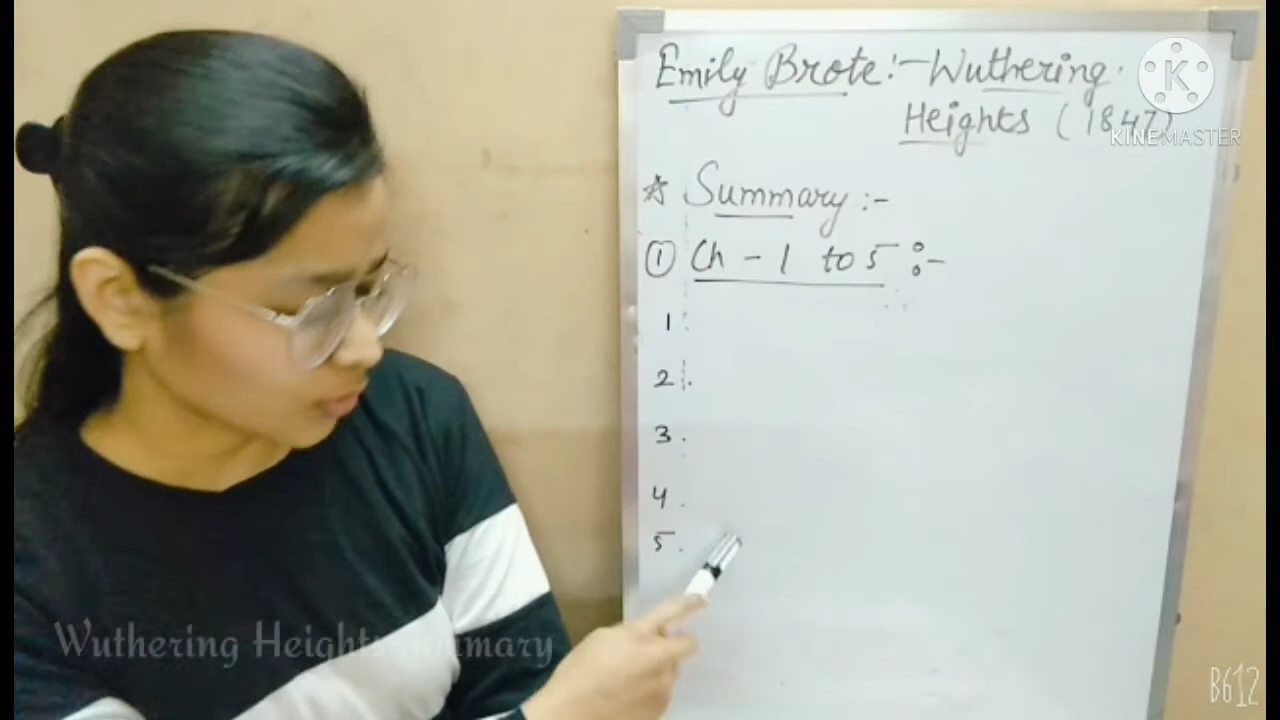 Emily Brote:- Wuthering
Heights (1847)
K
KINEMASTER
☆ Summary :-
① Ch - 1 to 5 :-
1.
2.
3.
4.
5.
Wuthering Heights summary
B612